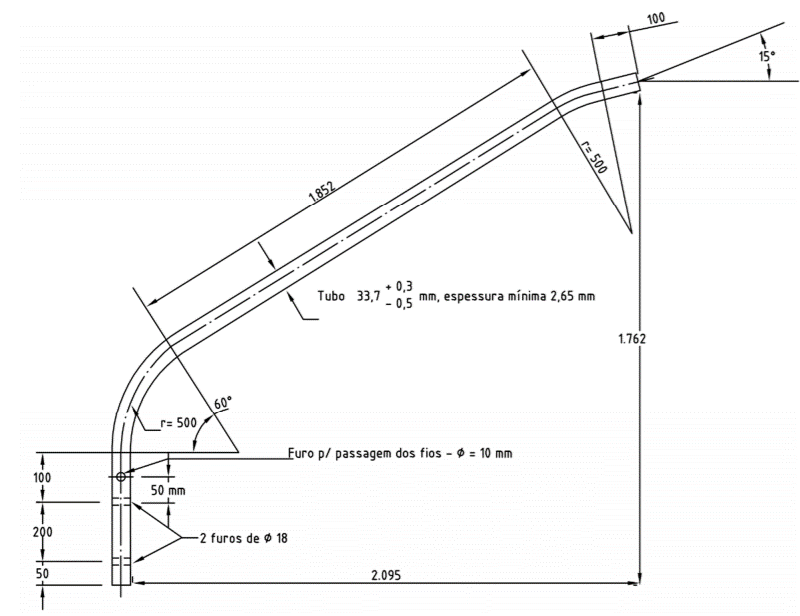 100
15°
r= 500
1.852
Tubo 33,7 + 0,3 - 0,5 mm, espessura mínima 2,65 mm
1.762
60°
r= 500
Furo p/ passagem dos fios - Ø = 10 mm
100
50 mm
200
2 furos de Ø 18
50
2.095